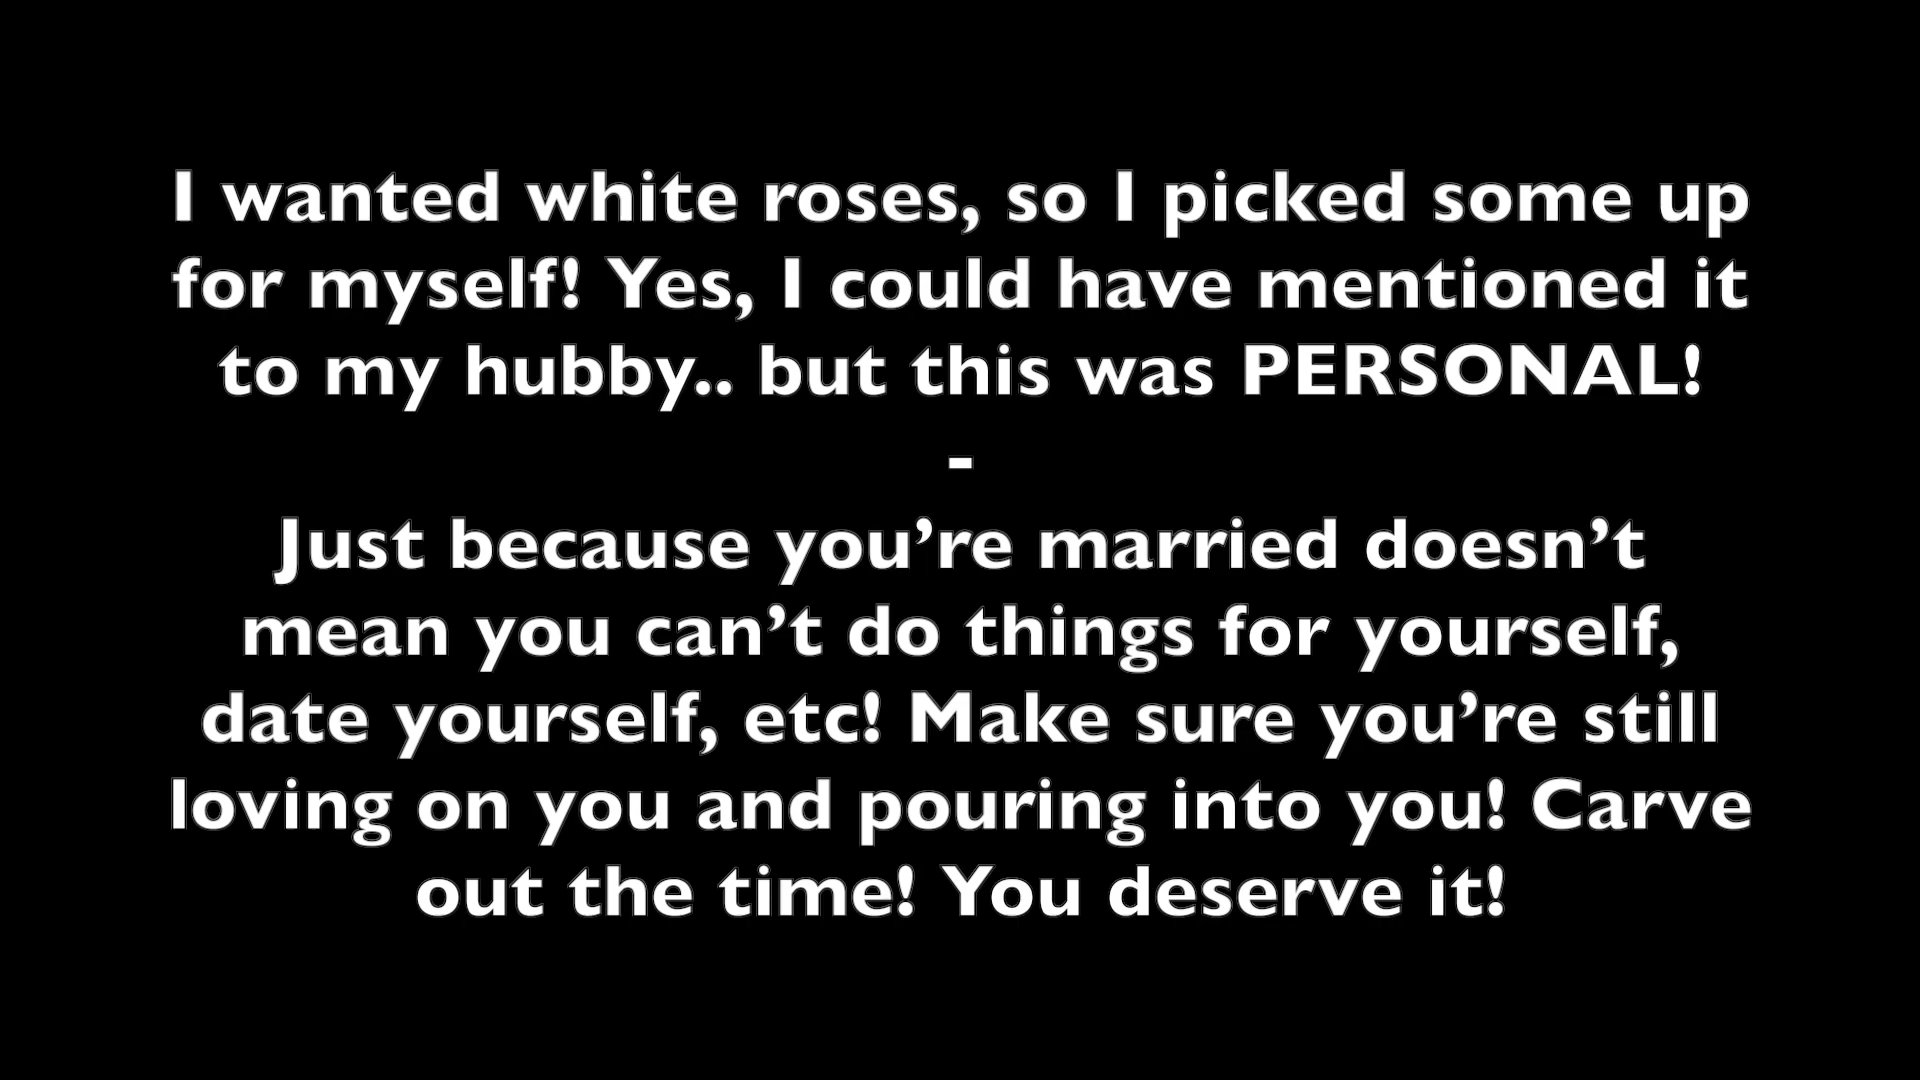 I wanted white roses, so I picked some up
for myself! Yes, I could have mentioned it
to my hubby.. but this was PERSONAL!
-
Just because you’re married doesn’t
mean you can’t do things for yourself,
date yourself, etc! Make sure you’re still
loving on you and pouring into you! Carve
out the time! You deserve it!